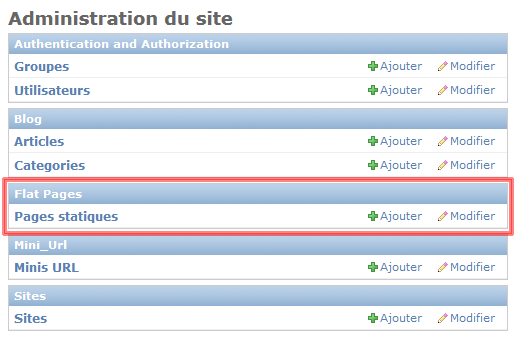 Administration du site
Authentication and Authorization
Groupes Ajouter Modifier
Utilisateurs Ajouter Modifier
Blog
Articles Ajouter Modifier
Categories Ajouter Modifier
Flat Pages
Pages statiques Ajouter Modifier
Mini_Url
Minis URL Ajouter Modifier
Sites
Sites Ajouter Modifier